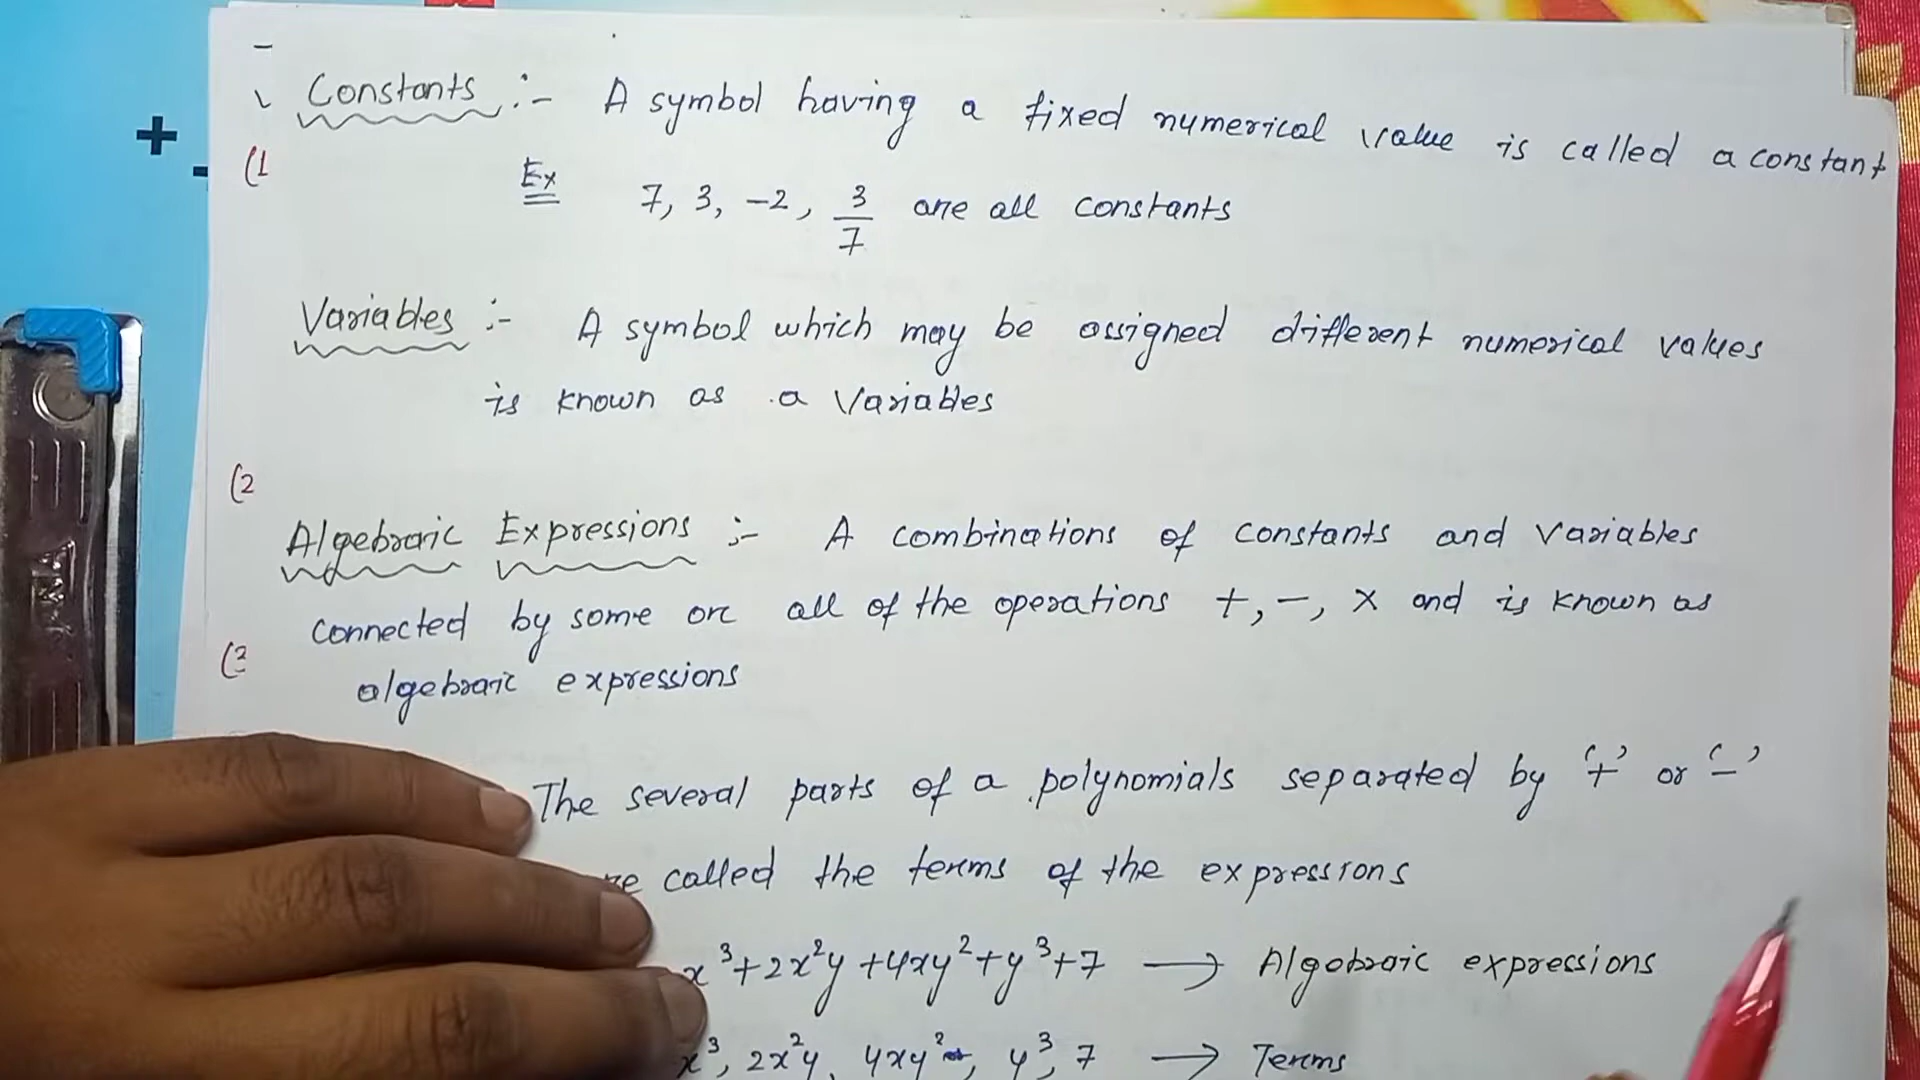 Constants :- A symbol having a fixed numerical value is called a constant
(1
Ex 7, 3, -2, 3/7 are all constants
Variables :- A symbol which may be assigned different numerical values
is known as a Variables
(2
Algebraic Expressions :- A combinations of constants and variables
connected by some or all of the operations +, -, × and is known as
(3
algebraic expressions
The several parts of a polynomials separated by '+' or '-'
called the terms of the expressions
x³+2x²y+4xy²+y³+7 → Algebraic expressions
x³, 2x²y, 4xy², y³, 7 → Terms